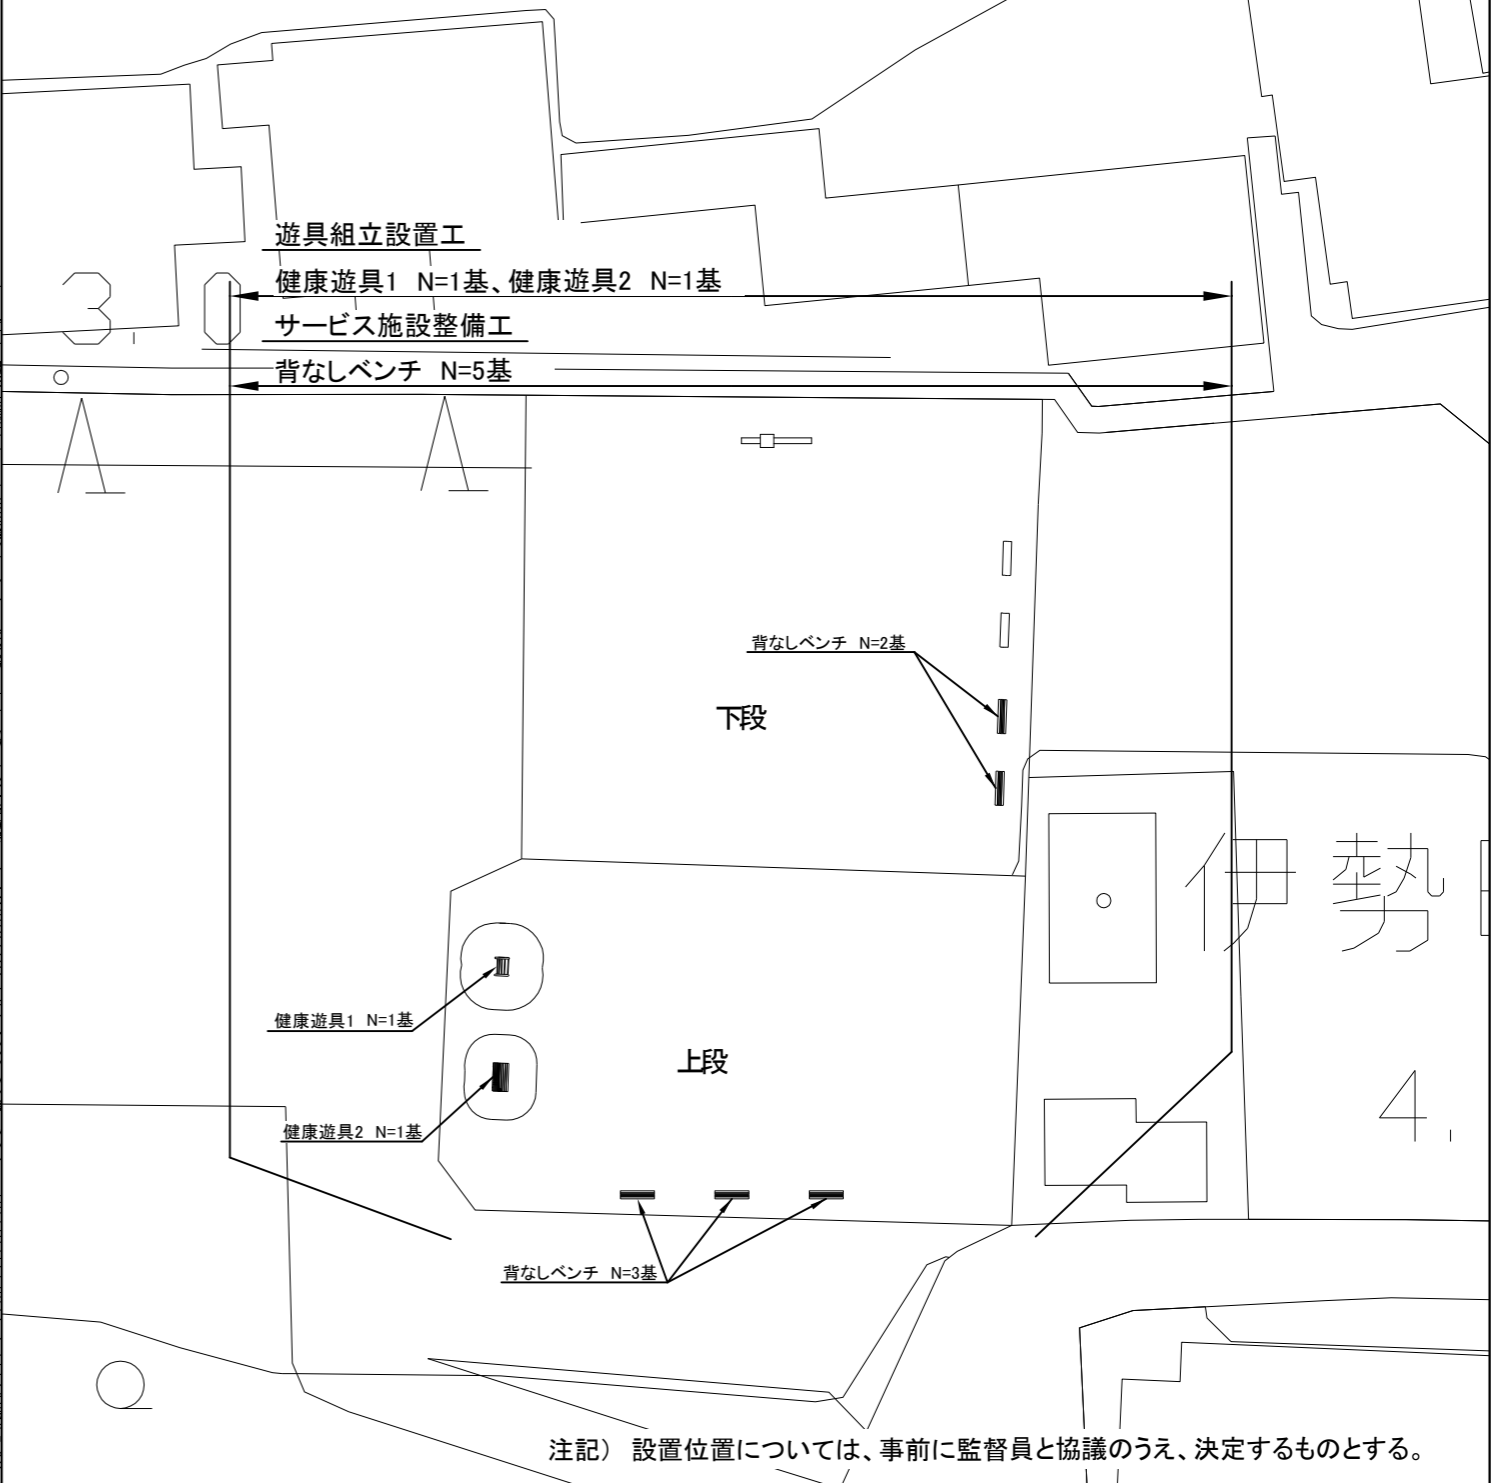 遊具組立設置工
健康遊具1 N=1基、健康遊具2 N=1基
3.0
サービス施設整備工
背なしベンチ N=5基
背なしベンチ N=2基
下段
伊勢
健康遊具1 N=1基
上段
4.
健康遊具2 N=1基
背なしベンチ N=3基
注記) 設置位置については、事前に監督員と協議のうえ、決定するものとする。